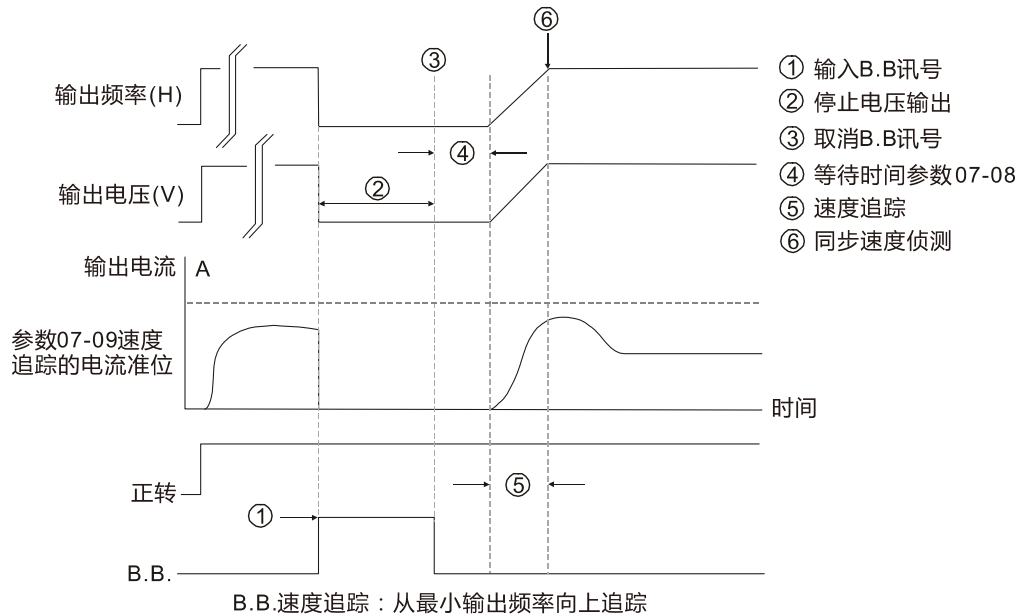 ⑥
③
输出频率(H)
④
输出电压(V)
②
① 输入B.B讯号
② 停止电压输出
③ 取消B.B讯号
④ 等待时间参数07-08
⑤ 速度追踪
⑥ 同步速度侦测
输出电流 A
参数07-09速度
追踪的电流准位
时间
正转
⑤
①
B.B.
B.B.速度追踪:从最小输出频率向上追踪